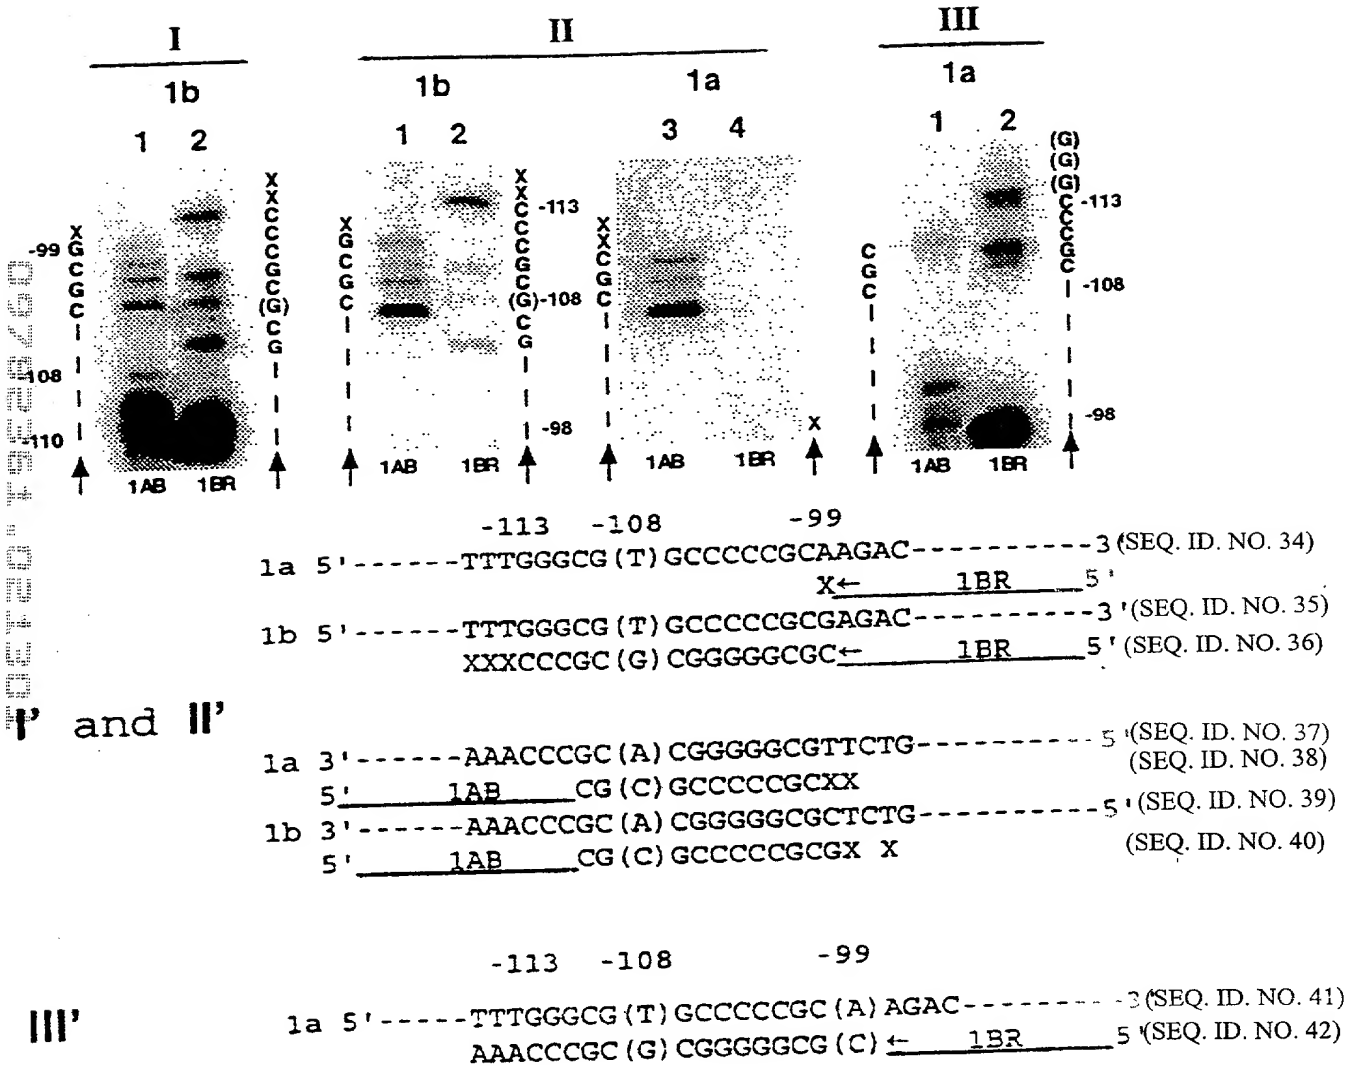 I II III
1b 1b 1a 1a
1 2 1 2 3 4 1 2
-99
-108
-110
X
G
C
G
C
X
X
C
C
C
G
C
(G)
C
G
X
G
C
G
C
X
X
C
C
C
G
C
(G)-108
C
G
-113
-98
X
X
C
G
C
X
C
G
C
(G)
(G)
(G)
C
C
C
G
C
-113
-108
-98
1AB 1BR 1AB 1BR 1AB 1BR 1AB 1BR
-113 -108 -99
1a 5'------TTTGGGCG(T)GCCCCCGCAAGAC----------3'(SEQ. ID. NO. 34)
X← 1BR 5'
1b 5'------TTTGGGCG(T)GCCCCCGCGAGAC----------3'(SEQ. ID. NO. 35)
XXXCCCGC(G)CGGGGGCGC← 1BR 5' (SEQ. ID. NO. 36)
I' and II'
1a 3'------AAACCCGC(A)CGGGGGCGTTCTG----------5'(SEQ. ID. NO. 37)
5' 1AB CG(C)GCCCCCGCXX (SEQ. ID. NO. 38)
1b 3'------AAACCCGC(A)CGGGGGCGCTCTG----------5'(SEQ. ID. NO. 39)
5' 1AB CG(C)GCCCCCGCGX X (SEQ. ID. NO. 40)
-113 -108 -99
III'
1a 5'-----TTTGGGCG(T)GCCCCCGC(A)AGAC----------3'(SEQ. ID. NO. 41)
AAACCCGC(G)CGGGGGCG(C)← 1BR 5'(SEQ. ID. NO. 42)